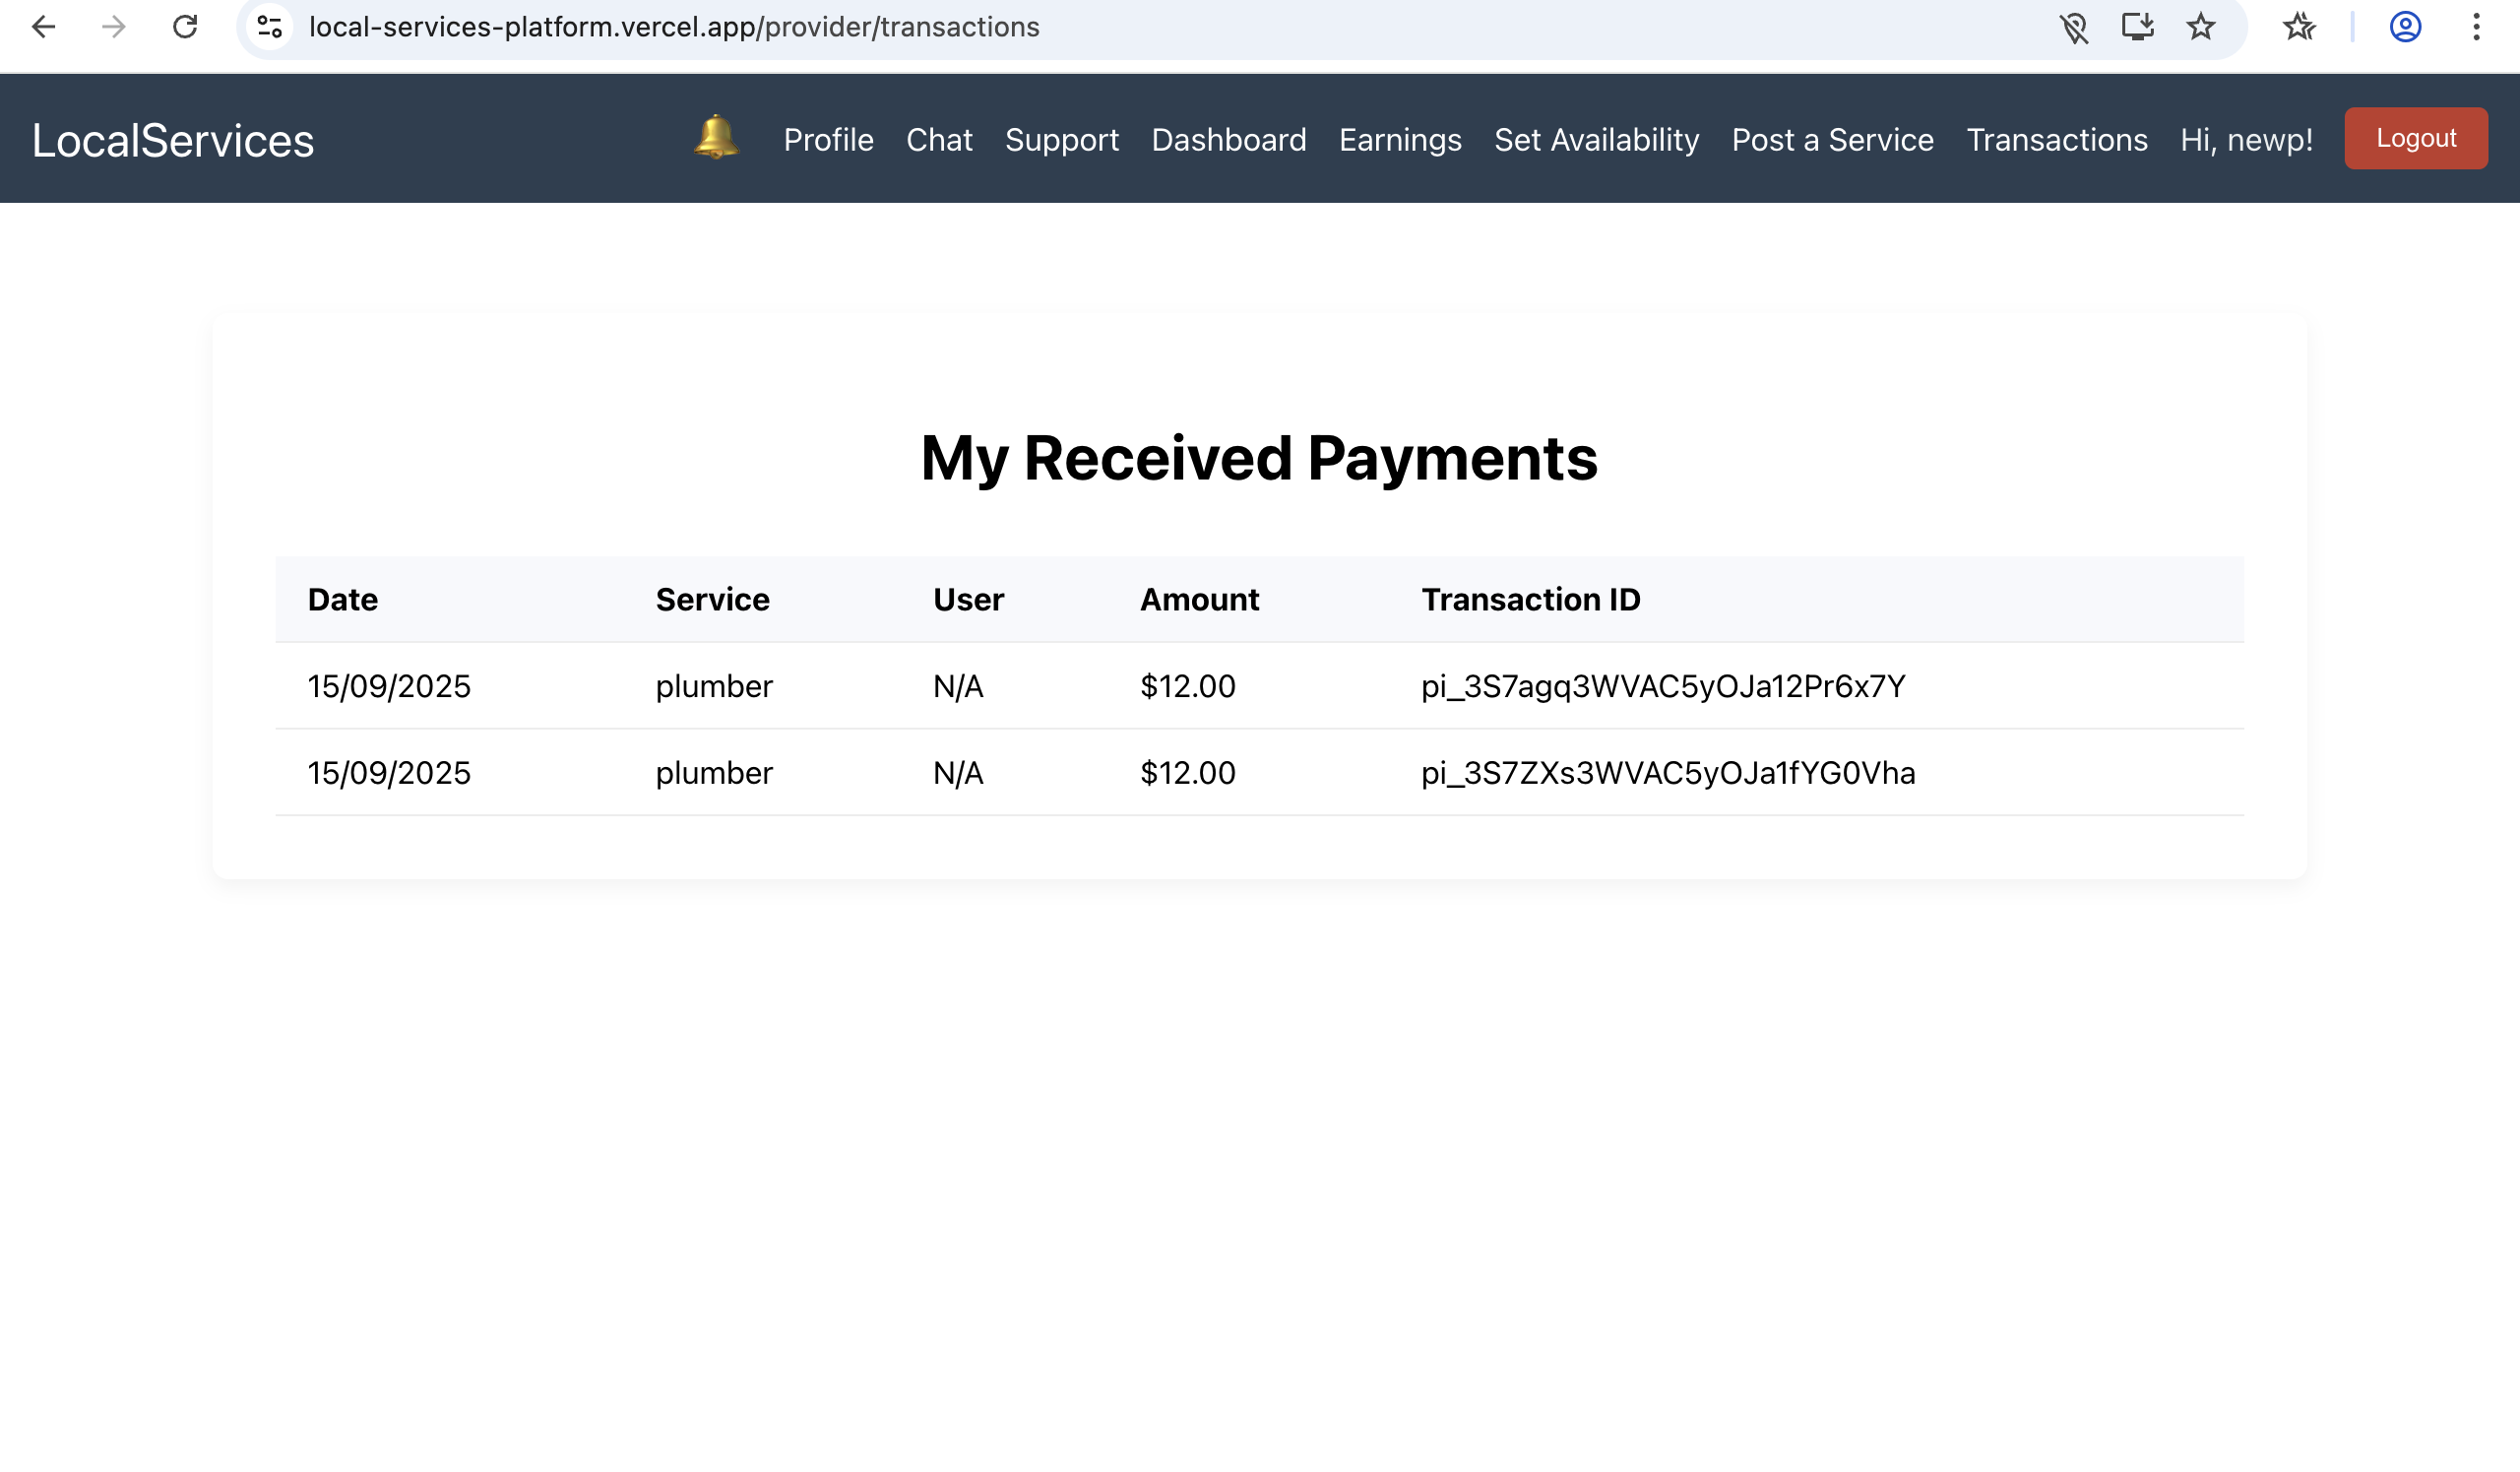 local-services-platform.vercel.app/provider/transactions
LocalServices Profile Chat Support Dashboard Earnings Set Availability Post a Service Transactions Hi, newp! Logout
My Received Payments
Date Service User Amount Transaction ID
15/09/2025 plumber N/A $12.00 pi_3S7agq3WVAC5yOJa12Pr6x7Y
15/09/2025 plumber N/A $12.00 pi_3S7ZXs3WVAC5yOJa1fYG0Vha